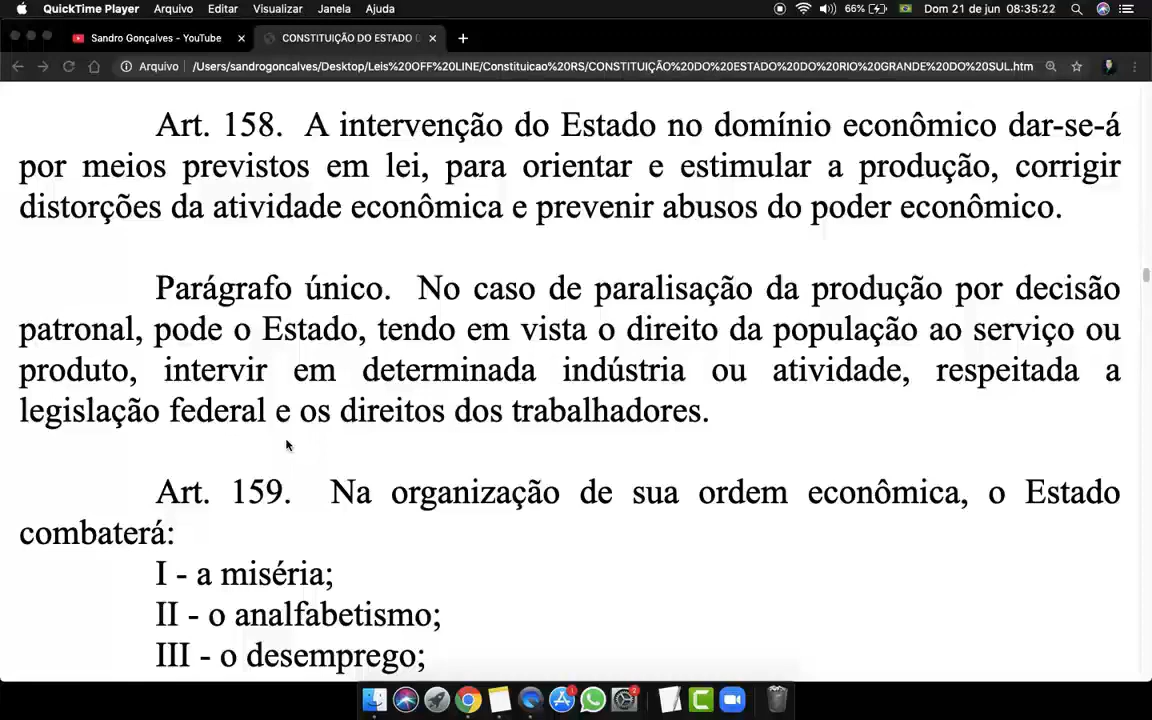 QuickTime Player Arquivo Editar Visualizar Janela Ajuda 66% Dom 21 de jun 08:35:22
Sandro Gonçalves - YouTube CONSTITUIÇÃO DO ESTADO
Arquivo /Users/sandrogoncalves/Desktop/Leis%20OFF%20LINE/Constituicao%20RS/CONSTITUIÇÃO%20DO%20ESTADO%20DO%20RIO%20GRANDE%20DO%20SUL.htm
Art. 158. A intervenção do Estado no domínio econômico dar-se-á
por meios previstos em lei, para orientar e estimular a produção, corrigir
distorções da atividade econômica e prevenir abusos do poder econômico.
Parágrafo único. No caso de paralisação da produção por decisão
patronal, pode o Estado, tendo em vista o direito da população ao serviço ou
produto, intervir em determinada indústria ou atividade, respeitada a
legislação federal e os direitos dos trabalhadores.
Art. 159. Na organização de sua ordem econômica, o Estado
combaterá:
I - a miséria;
II - o analfabetismo;
III - o desemprego;